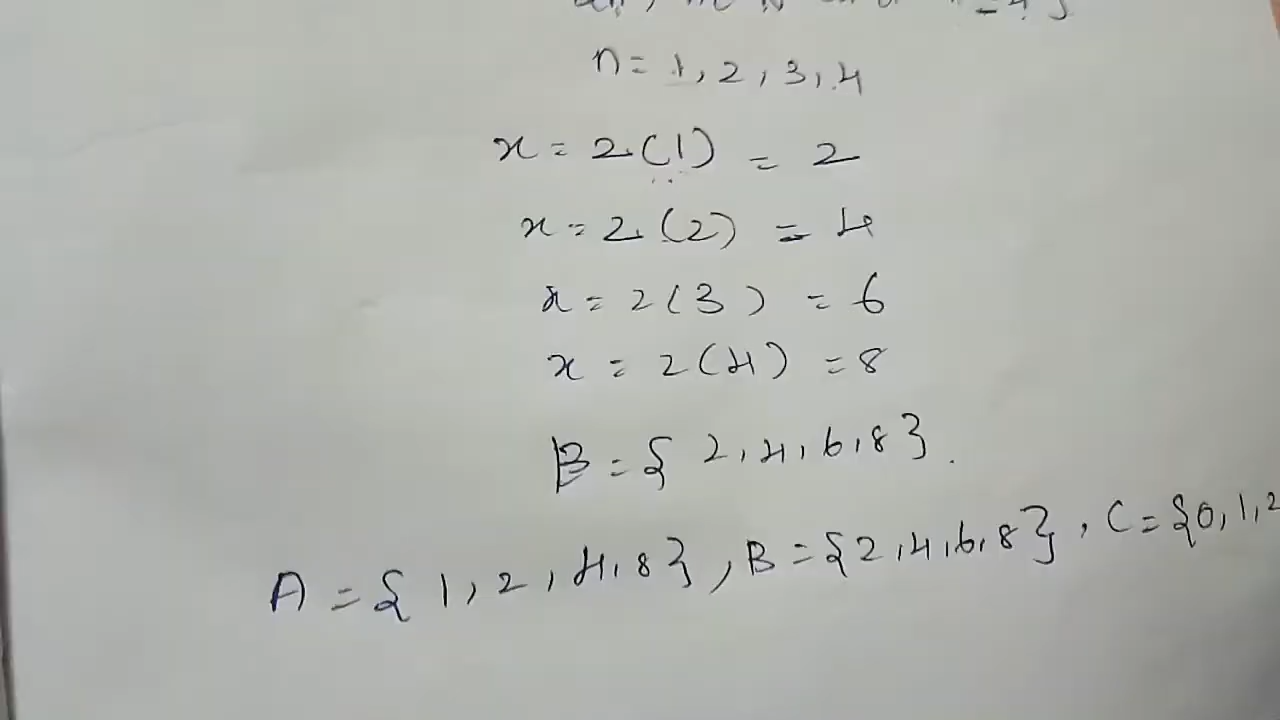 n = 1, 2, 3, 4
x = 2(1) = 2
x = 2(2) = 4
x = 2(3) = 6
x = 2(4) = 8
B = { 2, 4, 6, 8 }.
A = { 1, 2, 4, 8 }, B = { 2, 4, 6, 8 }, C = { 0, 1, 2